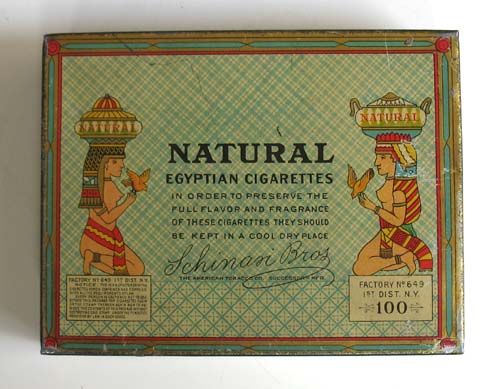 NATURAL
NATURAL
NATURAL
EGYPTIAN CIGARETTES
IN ORDER TO PRESERVE THE
FULL FLAVOR AND FRAGRANCE
OF THESE CIGARETTES THEY SHOULD
BE KEPT IN A COOL DRY PLACE
Schinasi Bros
THE AMERICAN TOBACCO CO. SUCCESSORS MF'R
FACTORY Nº 649 1ST DIST. N.Y.
NOTICE
FACTORY Nº 649
1ST DIST. N.Y.
100